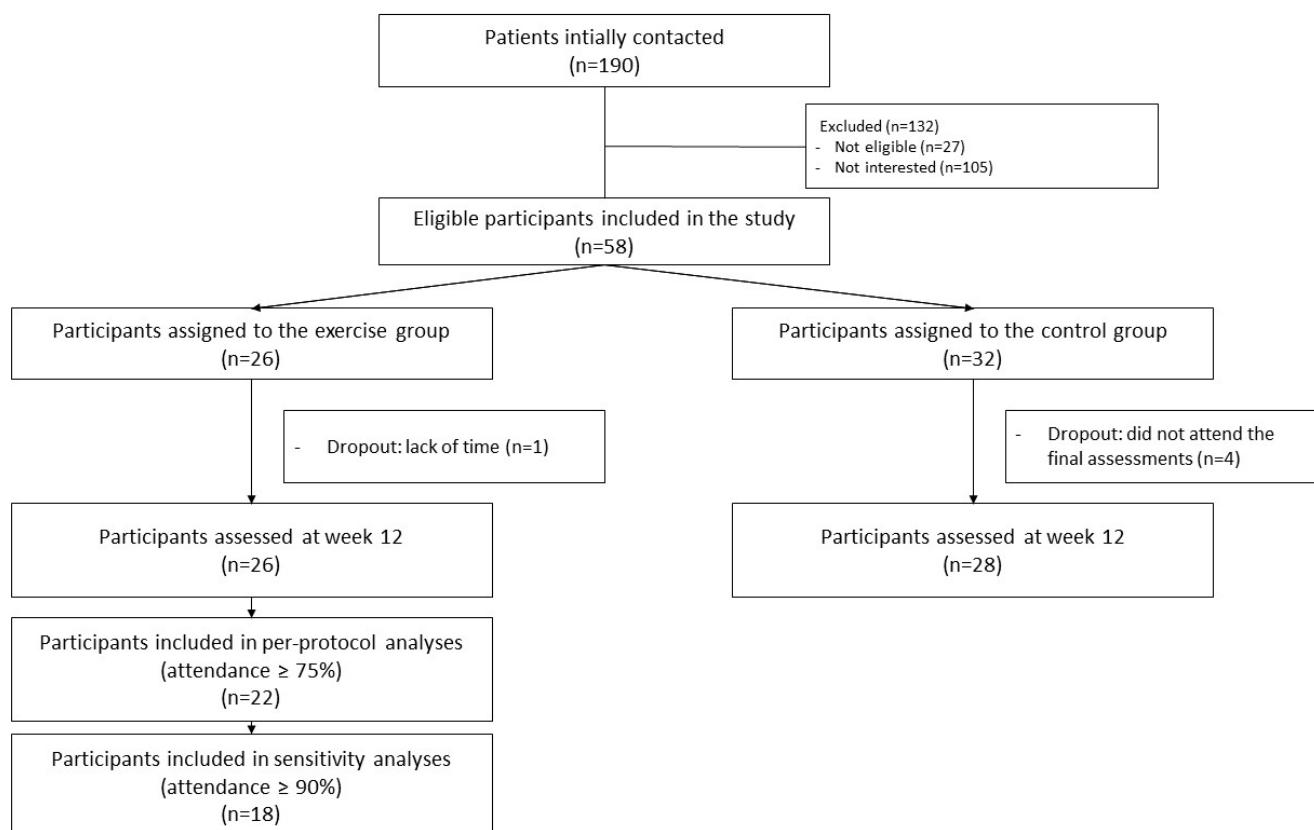 Patients intially contacted
(n=190)
Excluded (n=132)
- Not eligible (n=27)
- Not interested (n=105)
Eligible participants included in the study
(n=58)
Participants assigned to the exercise group
(n=26)
Participants assigned to the control group
(n=32)
- Dropout: lack of time (n=1)
- Dropout: did not attend the
final assessments (n=4)
Participants assessed at week 12
(n=26)
Participants assessed at week 12
(n=28)
Participants included in per-protocol analyses
(attendance ≥ 75%)
(n=22)
Participants included in sensitivity analyses
(attendance ≥ 90%)
(n=18)